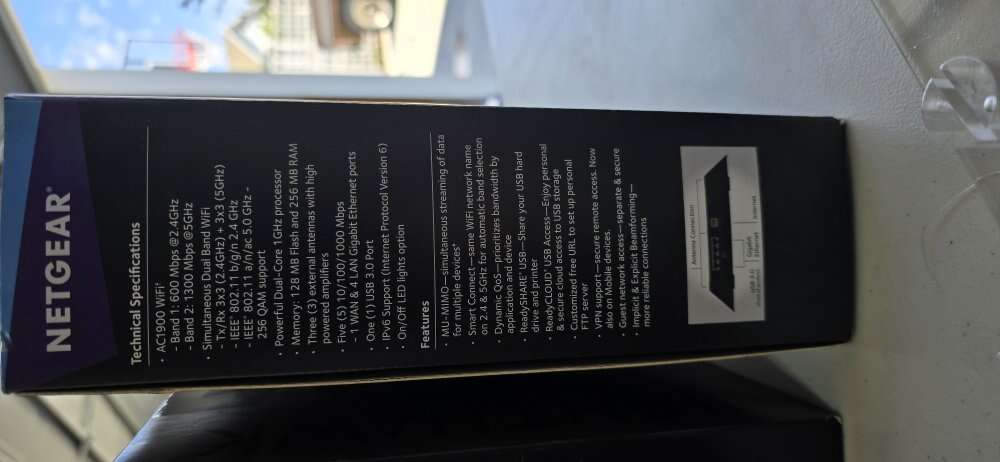 NETGEAR®
Technical Specifications
• AC1900 WiFi†
- Band 1: 600 Mbps @2.4GHz
- Band 2: 1300 Mbps @5GHz
• Simultaneous Dual Band WiFi
- Tx/Rx 3x3 (2.4GHz) + 3x3 (5GHz)
- IEEE® 802.11 b/g/n 2.4 GHz
- IEEE® 802.11 a/n/ac 5.0 GHz -
256 QAM support
• Powerful Dual-Core 1GHz processor
• Memory: 128 MB Flash and 256 MB RAM
• Three (3) external antennas with high
powered amplifiers
• Five (5) 10/100/1000 Mbps
- 1 WAN & 4 LAN Gigabit Ethernet ports
• One (1) USB 3.0 Port
• IPv6 Support (Internet Protocol Version 6)
• On/Off LED lights option
Features
• MU-MIMO—simultaneous streaming of data
for multiple devices*
• Smart Connect—same WiFi network name
on 2.4 & 5GHz for automatic band selection
• Dynamic QoS—prioritizes bandwidth by
application and device
• ReadySHARE® USB—Share your USB hard
drive and printer
• ReadyCLOUD® USB Access—Enjoy personal
& secure cloud access to USB storage
• Customized free URL to set up personal
FTP server
• VPN support—secure remote access. Now
also on Mobile devices.
• Guest network access—separate & secure
• Implicit & Explicit Beamforming—
more reliable connections
Antenna Connection
USB 3.0
Gigabit
Ethernet
Internet